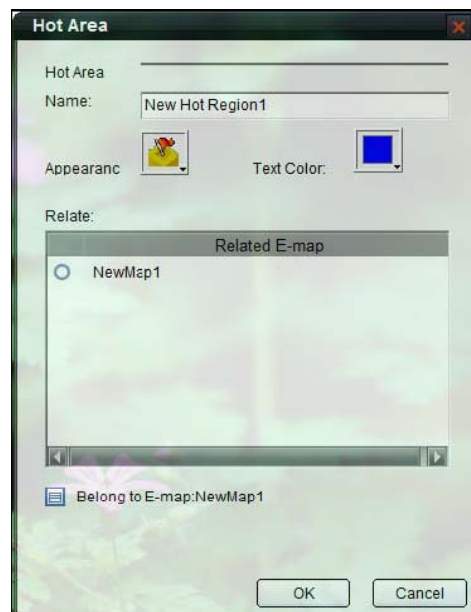 Hot Area
Hot Area
Name:
New Hot Region1
Appearanc
Text Color:
Relate:
Related E-map
NewMap1
Belong to E-map:NewMap1
OK
Cancel